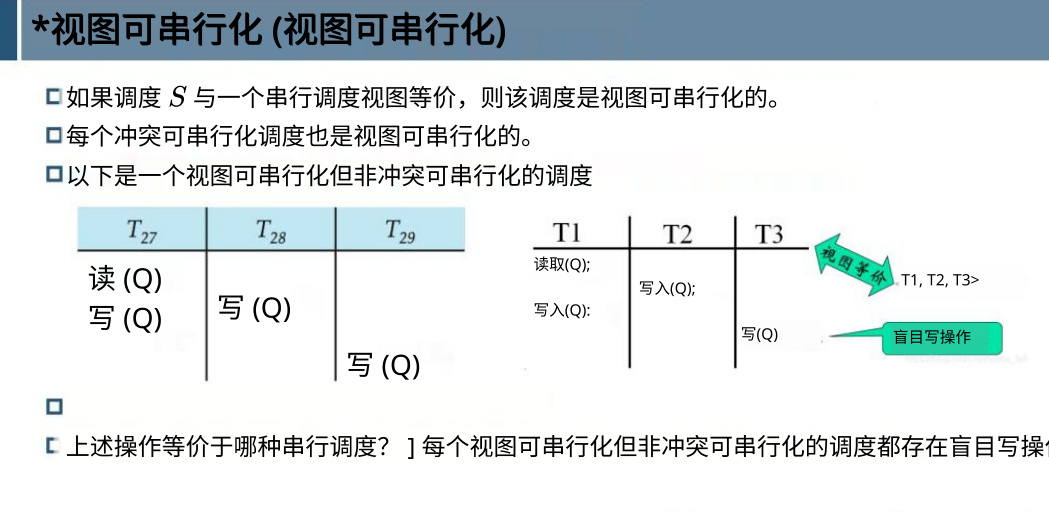 *视图可串行化 (视图可串行化)
如果调度 S 与一个串行调度视图等价，则该调度是视图可串行化的。
每个冲突可串行化调度也是视图可串行化的。
以下是一个视图可串行化但非冲突可串行化的调度
T27 T28 T29
读 (Q)
写 (Q)
写 (Q)
写 (Q)
T1 T2 T3
读取(Q);
写入(Q);
写入(Q):
写(Q)
视图等价
T1, T2, T3>
盲目写操作
上述操作等价于哪种串行调度？ ] 每个视图可串行化但非冲突可串行化的调度都存在盲目写操